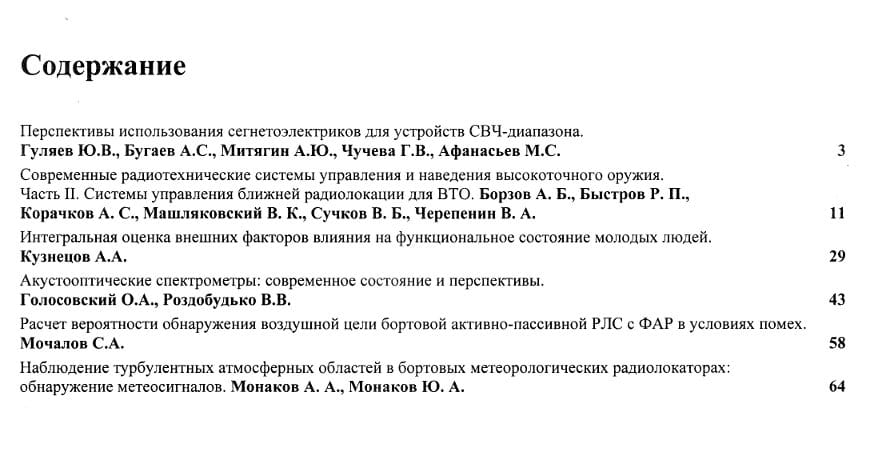 Содержание
Перспективы использования сегнетоэлектриков для устройств СВЧ-диапазона.
Гуляев Ю.В., Бугаев А.С., Митягин А.Ю., Чучева Г.В., Афанасьев М.С. 3
Современные радиотехнические системы управления и наведения высокоточного оружия.
Часть II. Системы управления ближней радиолокации для ВТО. Борзов А. Б., Быстров Р. П.,
Корачков А. С., Машляковский В. К., Сучков В. Б., Черепенин В. А. 11
Интегральная оценка внешних факторов влияния на функциональное состояние молодых людей.
Кузнецов А.А. 29
Акустооптические спектрометры: современное состояние и перспективы.
Голосовский О.А., Роздобудько В.В. 43
Расчет вероятности обнаружения воздушной цели бортовой активно-пассивной РЛС с ФАР в условиях помех.
Мочалов С.А. 58
Наблюдение турбулентных атмосферных областей в бортовых метеорологических радиолокаторах:
обнаружение метеосигналов. Монаков А. А., Монаков Ю. А. 64